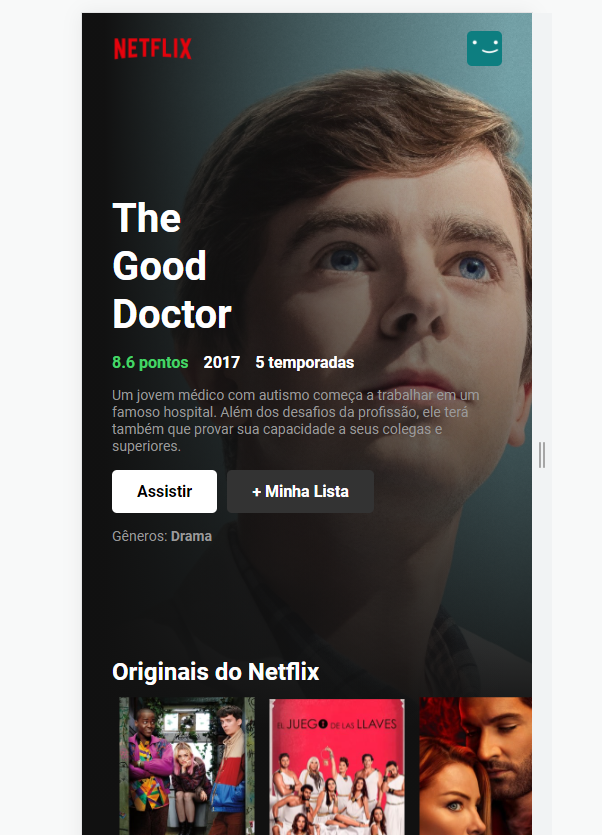 NETFLIX
The
Good
Doctor
8.6 pontos 2017 5 temporadas
Um jovem médico com autismo começa a trabalhar em um
famoso hospital. Além dos desafios da profissão, ele terá
também que provar sua capacidade a seus colegas e
superiores.
Assistir + Minha Lista
Gêneros: Drama
Originais do Netflix
EL JUEGO DE LAS LLAVES